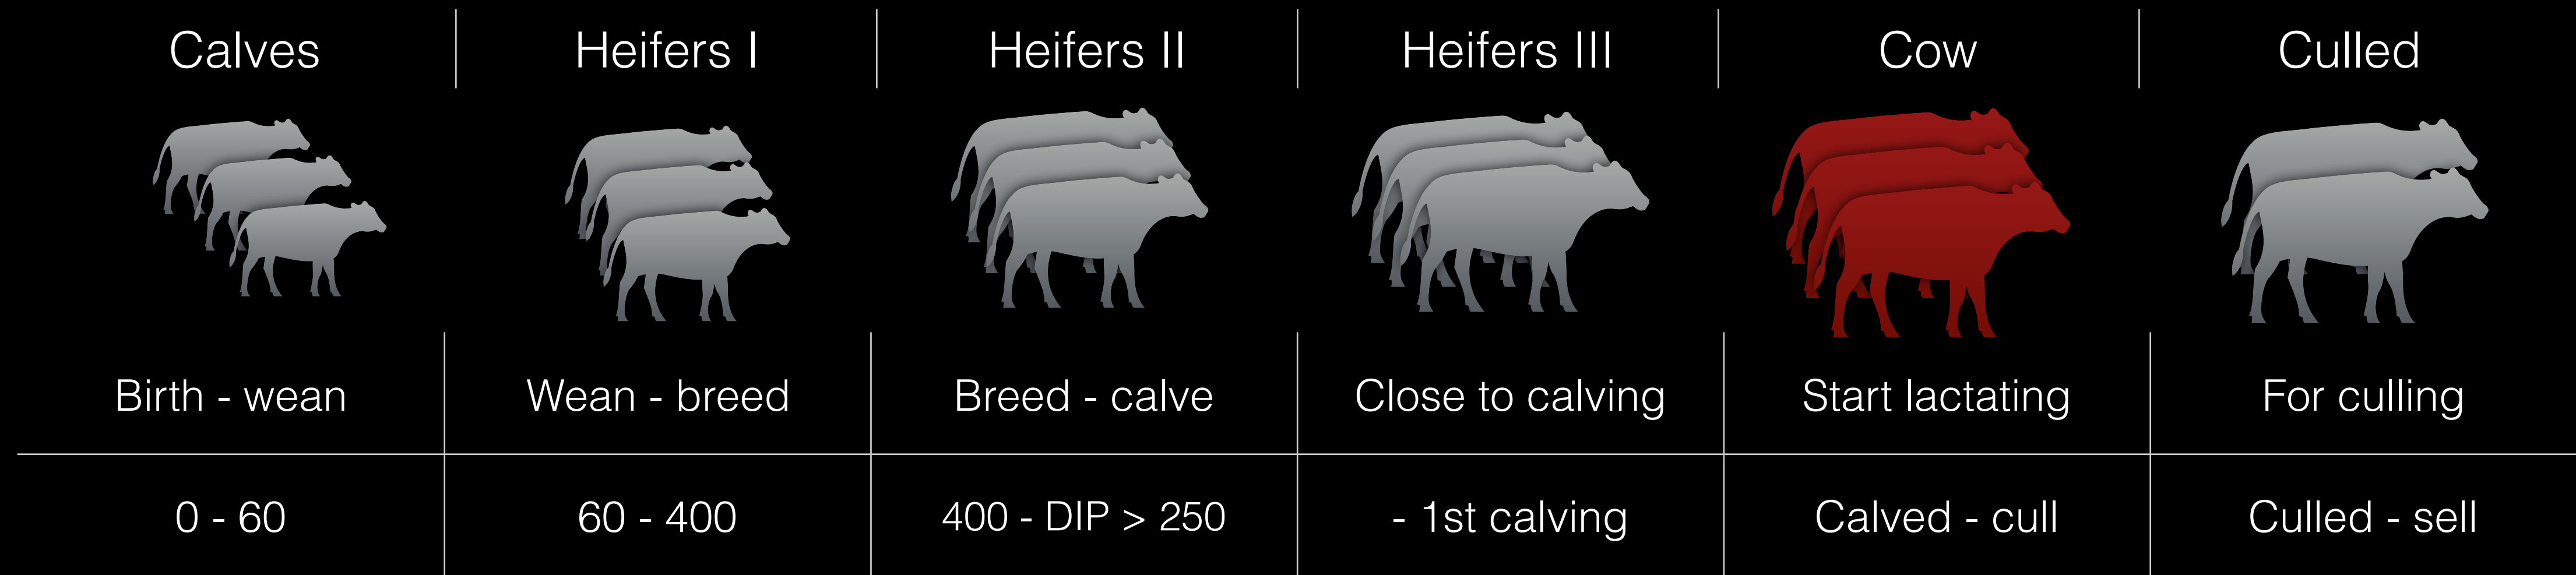 Calves
Heifers I
Heifers II
Heifers III
Cow
Culled
Birth - wean
Wean - breed
Breed - calve
Close to calving
Start lactating
For culling
0 - 60
60 - 400
400 - DIP > 250
- 1st calving
Calved - cull
Culled - sell